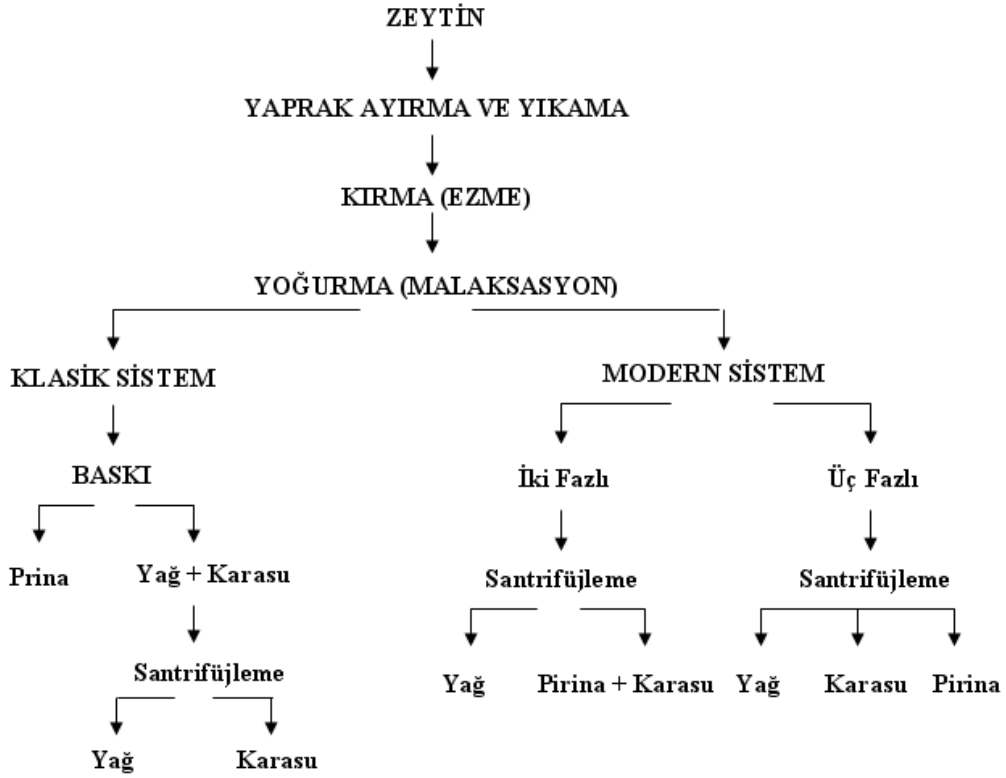 ZEYTİN
YAPRAK AYIRMA VE YIKAMA
KIRMA (EZME)
YOĞURMA (MALAKSASYON)
KLASİK SİSTEM
MODERN SİSTEM
BASKI
İki Fazlı
Üç Fazlı
Prina
Yağ + Karasu
Santrifüjleme
Santrifüjleme
Santrifüjleme
Yağ
Pirina + Karasu
Yağ
Karasu
Pirina
Yağ
Karasu